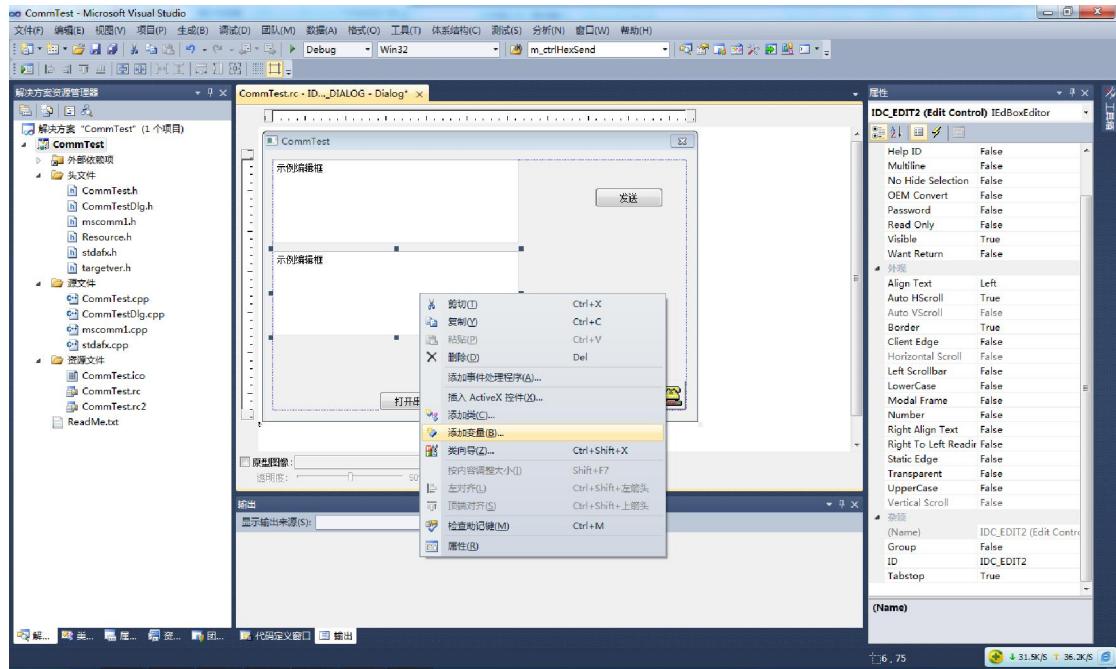 CommTest - Microsoft Visual Studio
文件(F) 编辑(E) 视图(V) 项目(P) 生成(B) 调试(D) 团队(M) 数据(A) 格式(O) 工具(T) 体系结构(C) 测试(S) 分析(N) 窗口(W) 帮助(H)
Debug Win32 m_ctrlHexSend
解决方案资源管理器
解决方案 "CommTest" (1 个项目)
CommTest
外部依赖项
头文件
CommTest.h
CommTestDlg.h
mscomm1.h
Resource.h
stdafx.h
targetver.h
源文件
CommTest.cpp
CommTestDlg.cpp
mscomm1.cpp
stdafx.cpp
资源文件
CommTest.ico
CommTest.rc
CommTest.rc2
ReadMe.txt
解... 类... 属... 资... 团...
CommTest.rc - ID..._DIALOG - Dialog*
CommTest
示例编辑框
发送
示例编辑框
打开串
原型图像:
透明度: 50
剪切(T) Ctrl+X
复制(Y) Ctrl+C
粘贴(P) Ctrl+V
删除(D) Del
添加事件处理程序(A)...
插入 ActiveX 控件(X)...
添加类(C)...
添加变量(B)...
类向导(Z)... Ctrl+Shift+X
按内容调整大小(I) Shift+F7
左对齐(L) Ctrl+Shift+左箭头
顶端对齐(S) Ctrl+Shift+上箭头
检查助记键(M) Ctrl+M
属性(R)
输出
显示输出来源(S):
代码定义窗口 输出
属性
IDC_EDIT2 (Edit Control) IEdBoxEditor
Help ID False
Multiline False
No Hide Selection False
OEM Convert False
Password False
Read Only False
Visible True
Want Return False
外观
Align Text Left
Auto HScroll True
Auto VScroll False
Border True
Client Edge False
Horizontal Scroll False
Left Scrollbar False
LowerCase False
Modal Frame False
Number False
Right Align Text False
Right To Left Readir False
Static Edge False
Transparent False
UpperCase False
Vertical Scroll False
杂项
(Name) IDC_EDIT2 (Edit Contro
Group False
ID IDC_EDIT2
Tabstop True
(Name)
工具箱
6 , 75
31.5K/S 36.2K/S